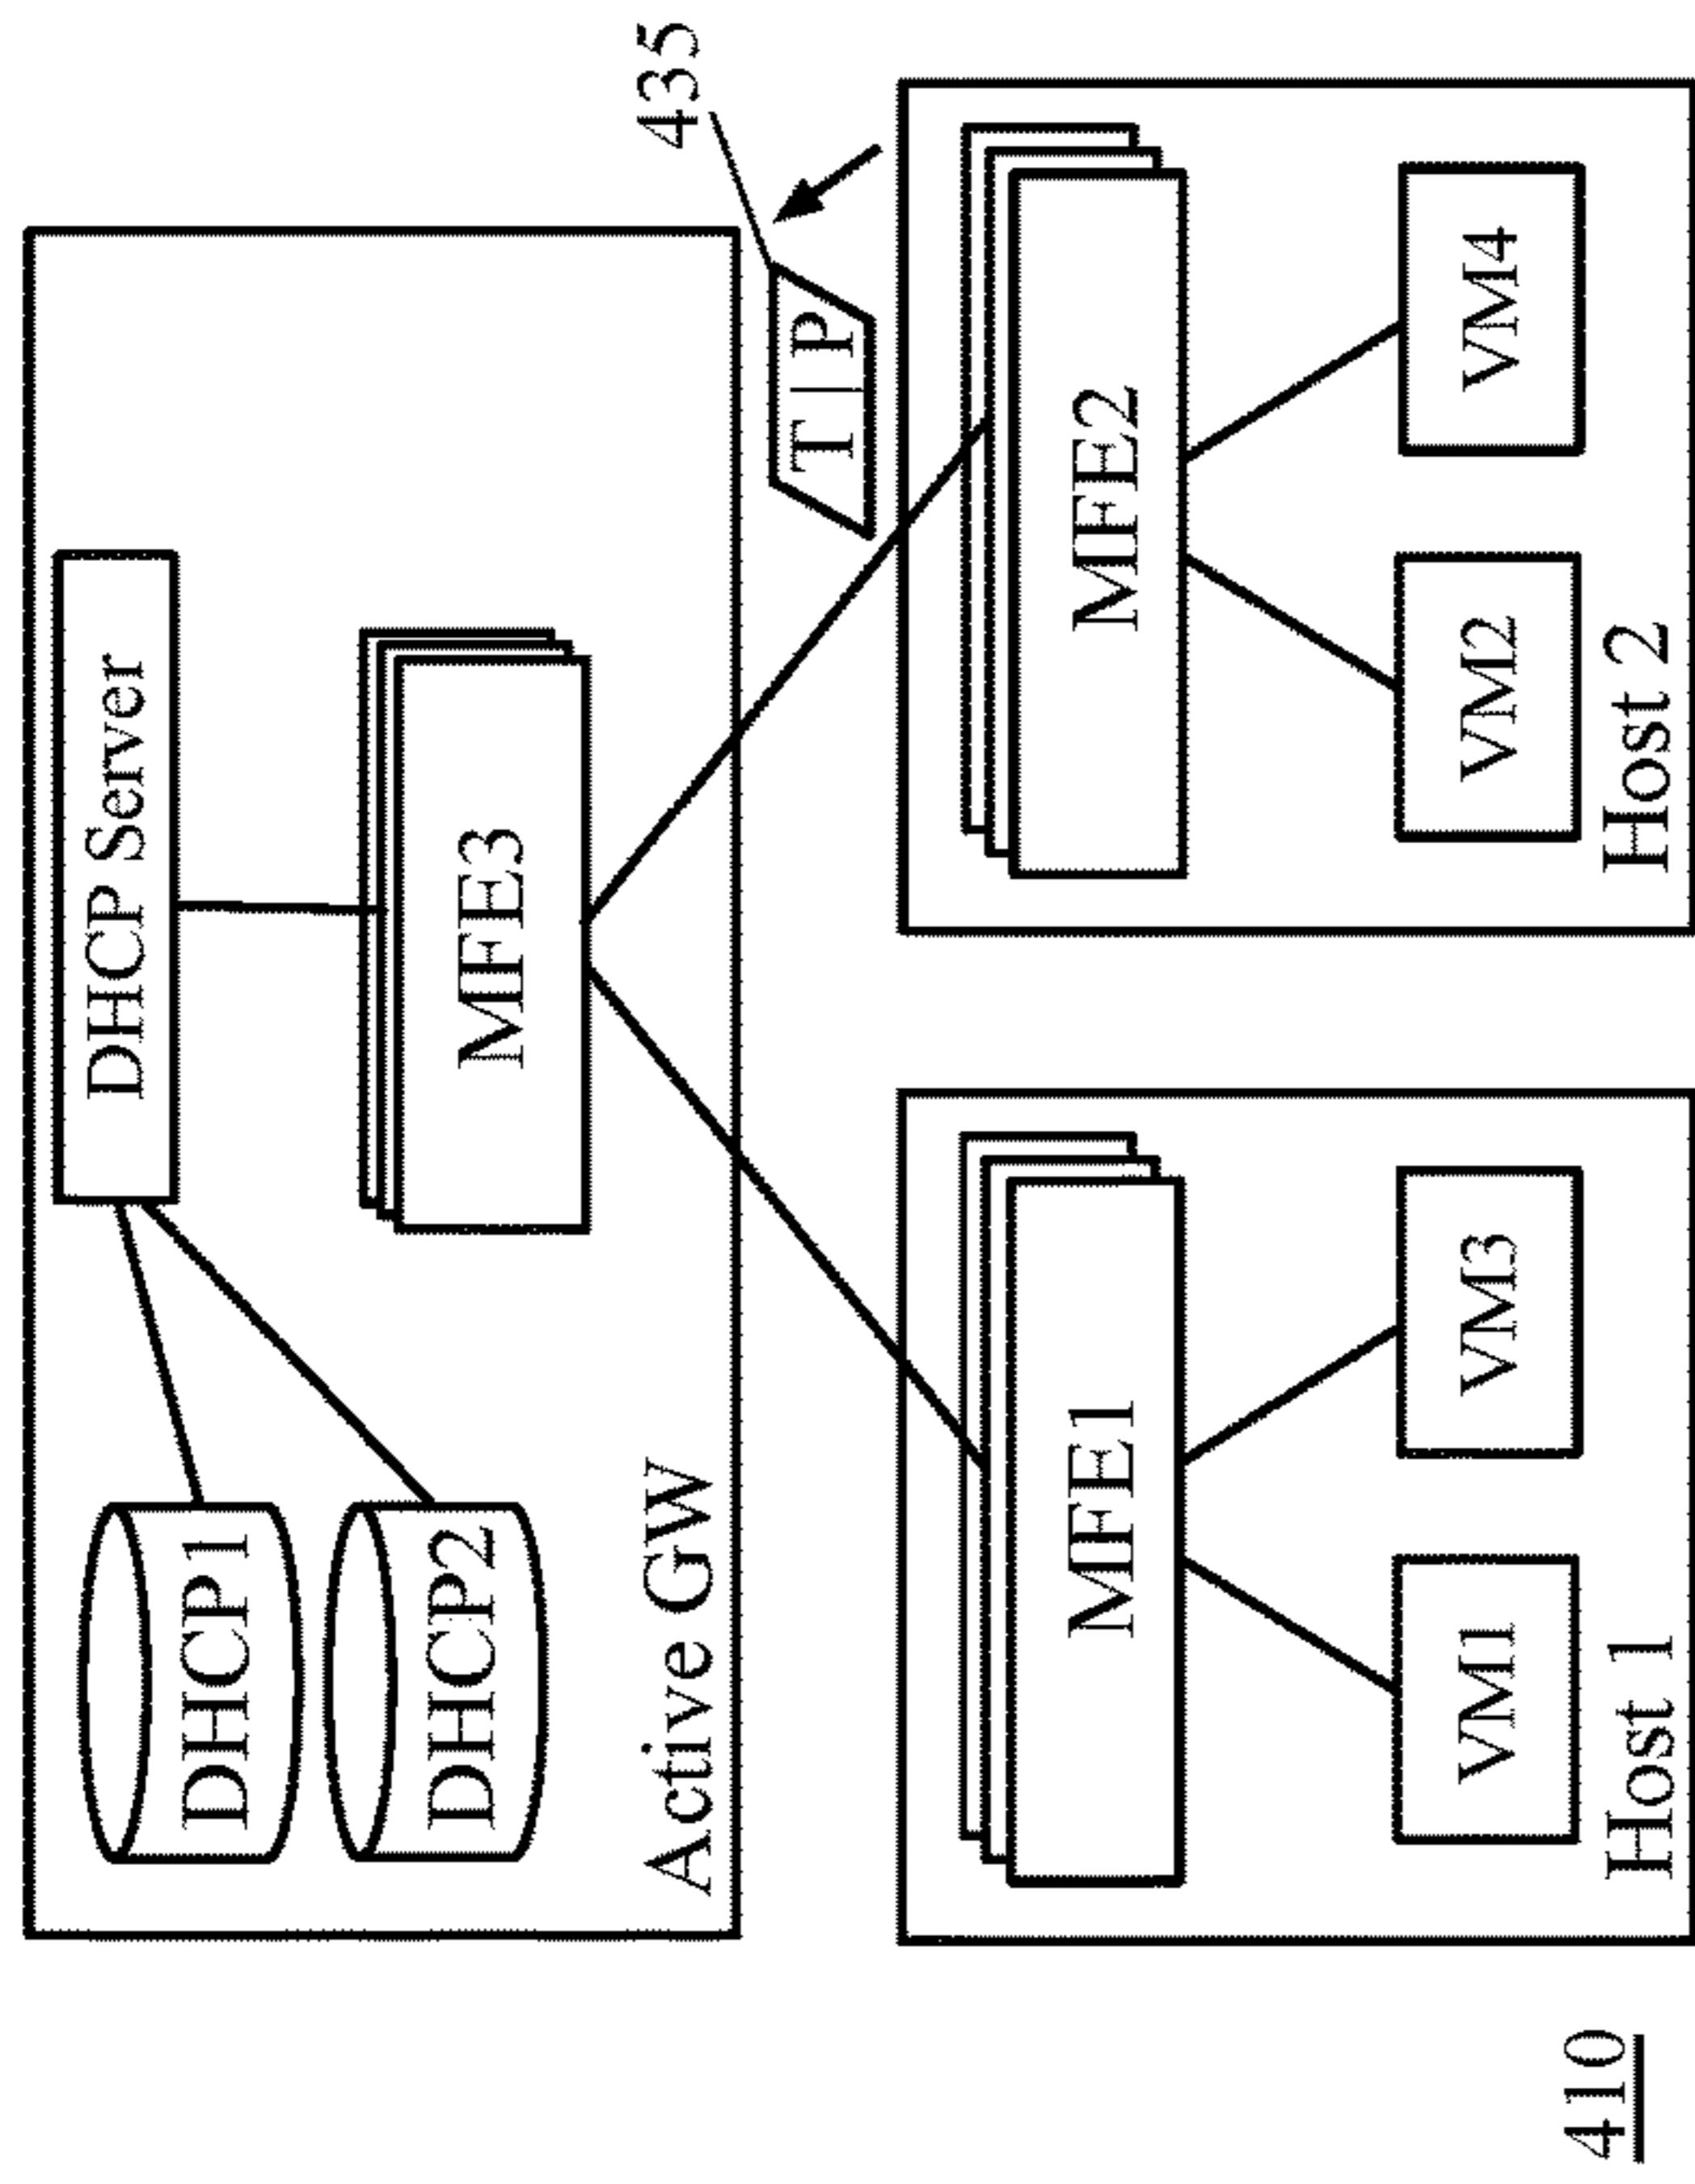 DHCP1
DHCP Server
DHCP2
MFE3
Active GW
435
T | P
MFE1
MFE2
VM1
VM3
VM2
VM4
Host 1
Host 2
410